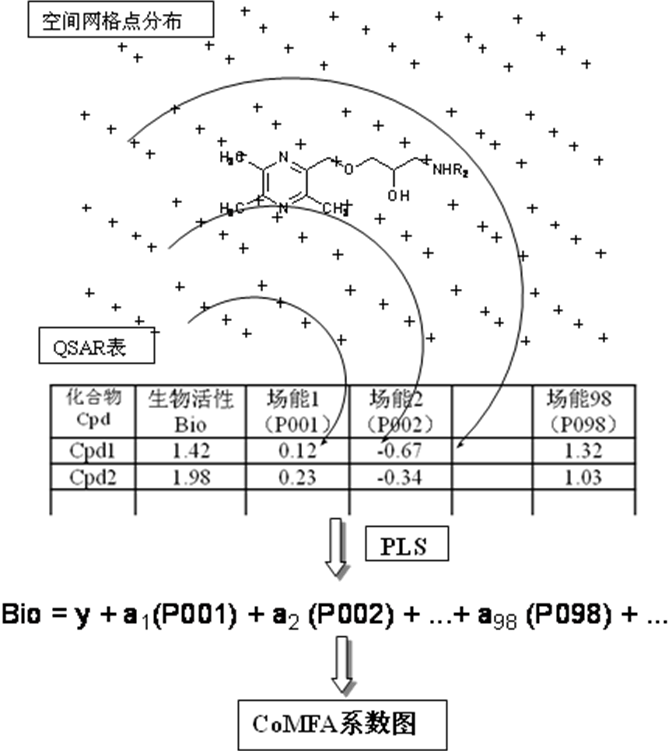 空间网格点分布
H₃C
N
O
NHR₂
OH
H₃C
N
CH₃
QSAR表
化合物 生物活性 场能1 场能2 场能98
Cpd Bio （P001） （P002） （P098）
Cpd1 1.42 0.12 -0.67 1.32
Cpd2 1.98 0.23 -0.34 1.03
PLS
Bio = y + a₁(P001) + a₂ (P002) + ...+ a₉₈ (P098) + ...
CoMFA系数图